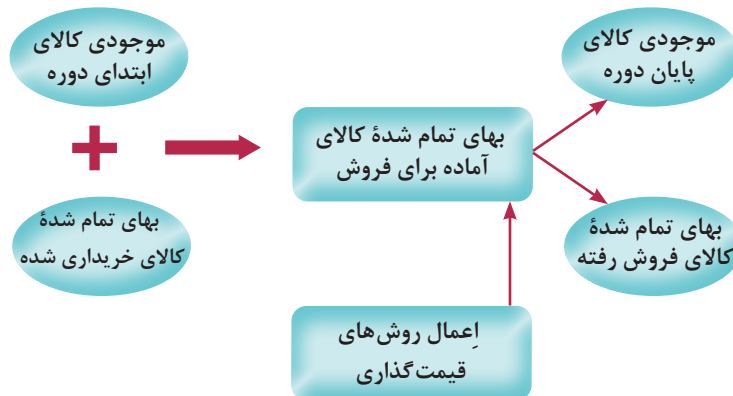 موجودی کالای
ابتدای دوره
بهای تمام شدهٔ
کالای خریداری شده
بهای تمام شدهٔ کالای
آماده برای فروش
اِعمال روش‌های
قیمت‌گذاری
موجودی کالای
پایان دوره
بهای تمام شدهٔ
کالای فروش رفته